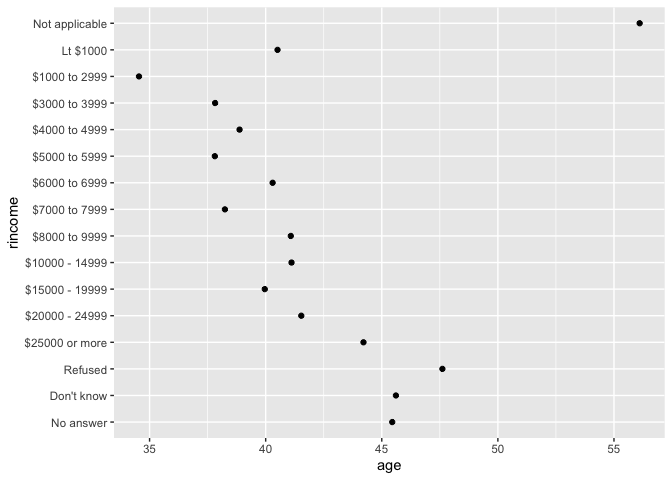 Not applicable
Lt $1000
$1000 to 2999
$3000 to 3999
$4000 to 4999
$5000 to 5999
$6000 to 6999
$7000 to 7999
$8000 to 9999
$10000 - 14999
$15000 - 19999
$20000 - 24999
$25000 or more
Refused
Don't know
No answer
rincome
35 40 45 50 55
age